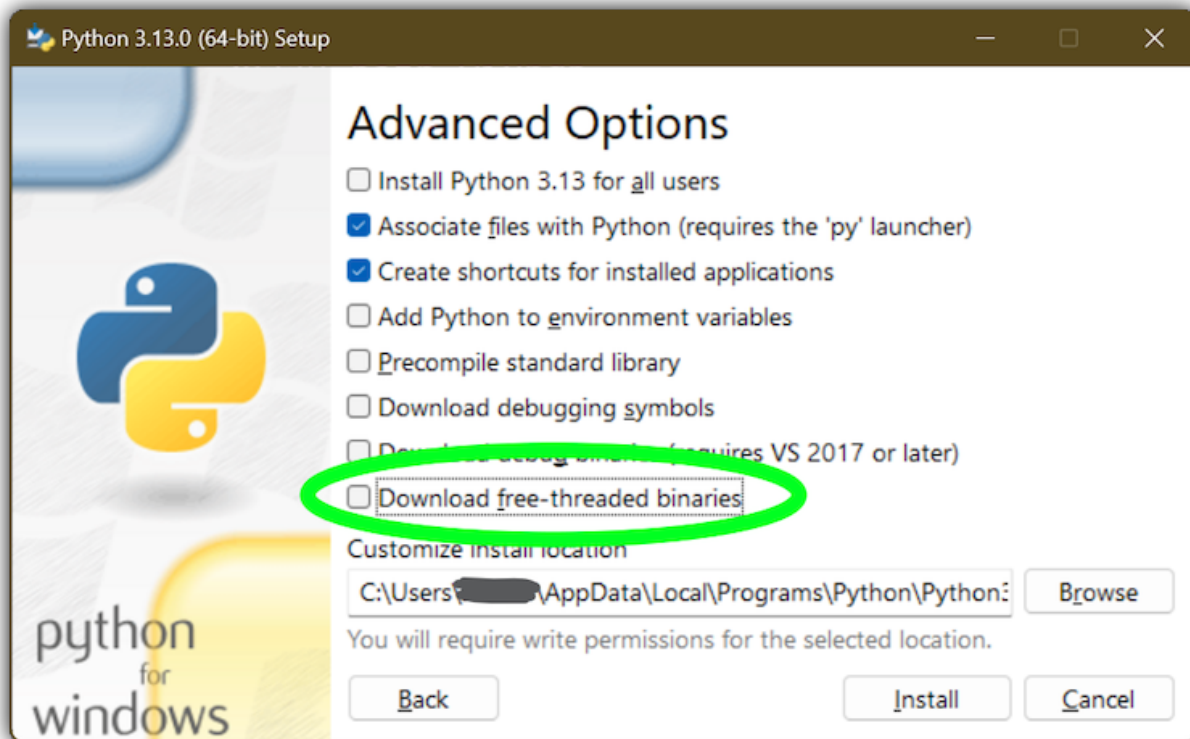 Python 3.13.0 (64-bit) Setup
Advanced Options
Install Python 3.13 for all users
Associate files with Python (requires the 'py' launcher)
Create shortcuts for installed applications
Add Python to environment variables
Precompile standard library
Download debugging symbols
Download debug binaries (requires VS 2017 or later)
Download free-threaded binaries
Customize install location
C:\Users\ \AppData\Local\Programs\Python\Python3
Browse
You will require write permissions for the selected location.
python
for
windows
Back
Install
Cancel